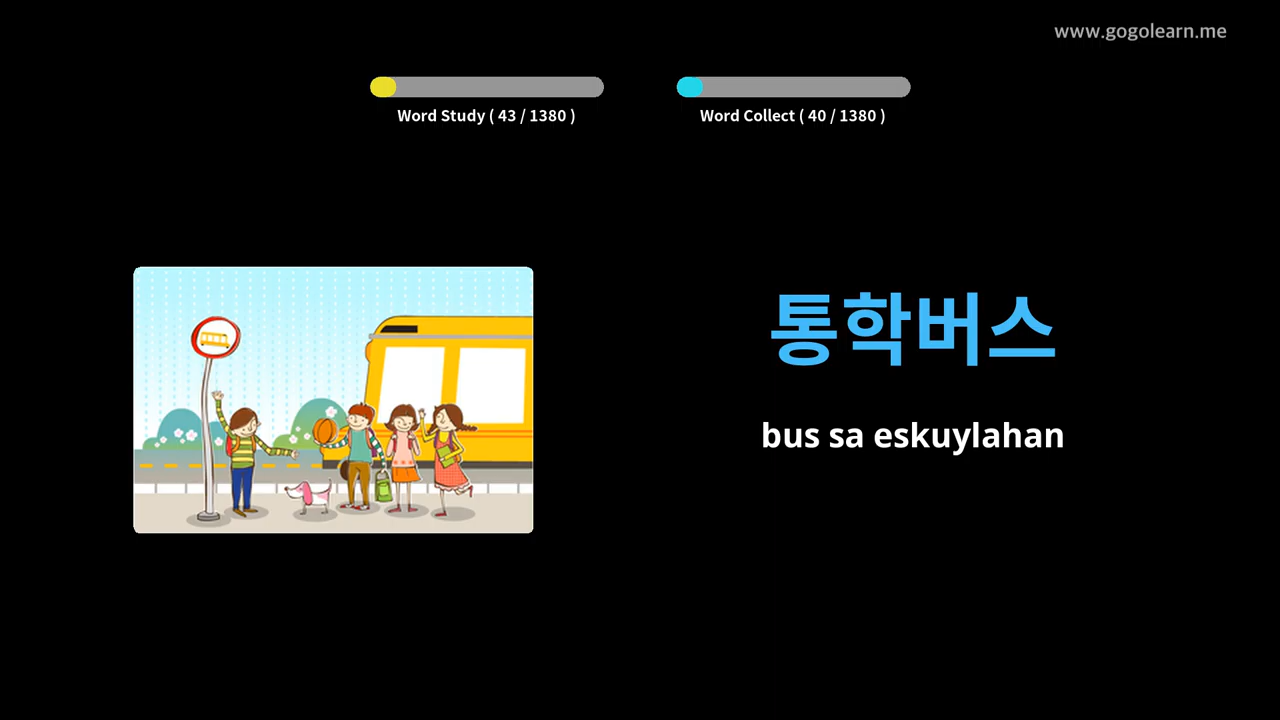 www.gogolearn.me
Word Study ( 43 / 1380 )
Word Collect ( 40 / 1380 )
통학버스
bus sa eskuylahan